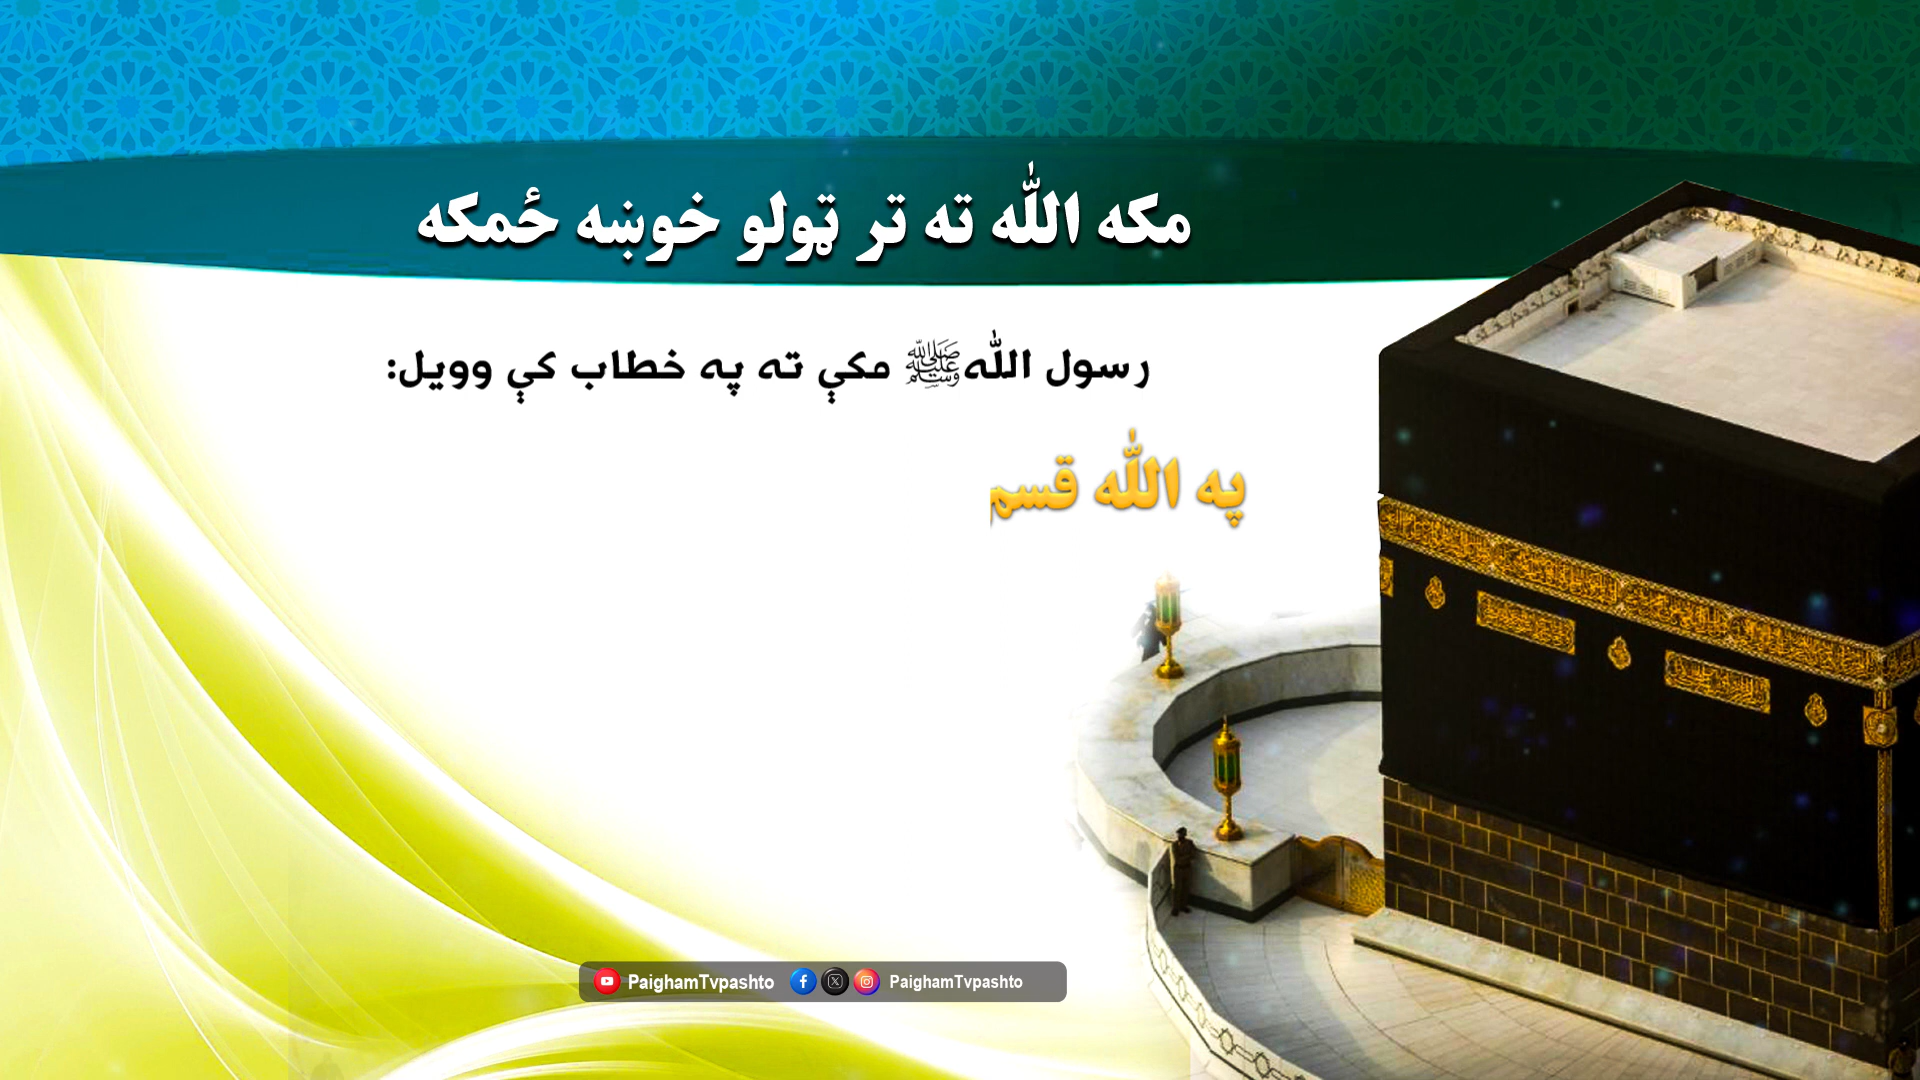 مکه الله ته تر ټولو خوښه ځمکه
رسول اللهﷺ مکې ته په خطاب کې وویل:
په الله قسم
PaighamTvpashto PaighamTvpashto